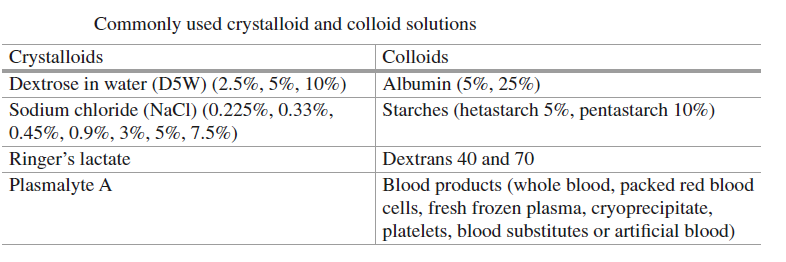 Commonly used crystalloid and colloid solutions
Crystalloids Colloids
Dextrose in water (D5W) (2.5%, 5%, 10%) Albumin (5%, 25%)
Sodium chloride (NaCl) (0.225%, 0.33%, Starches (hetastarch 5%, pentastarch 10%)
0.45%, 0.9%, 3%, 5%, 7.5%)
Ringer’s lactate Dextrans 40 and 70
Plasmalyte A Blood products (whole blood, packed red blood
cells, fresh frozen plasma, cryoprecipitate,
platelets, blood substitutes or artificial blood)